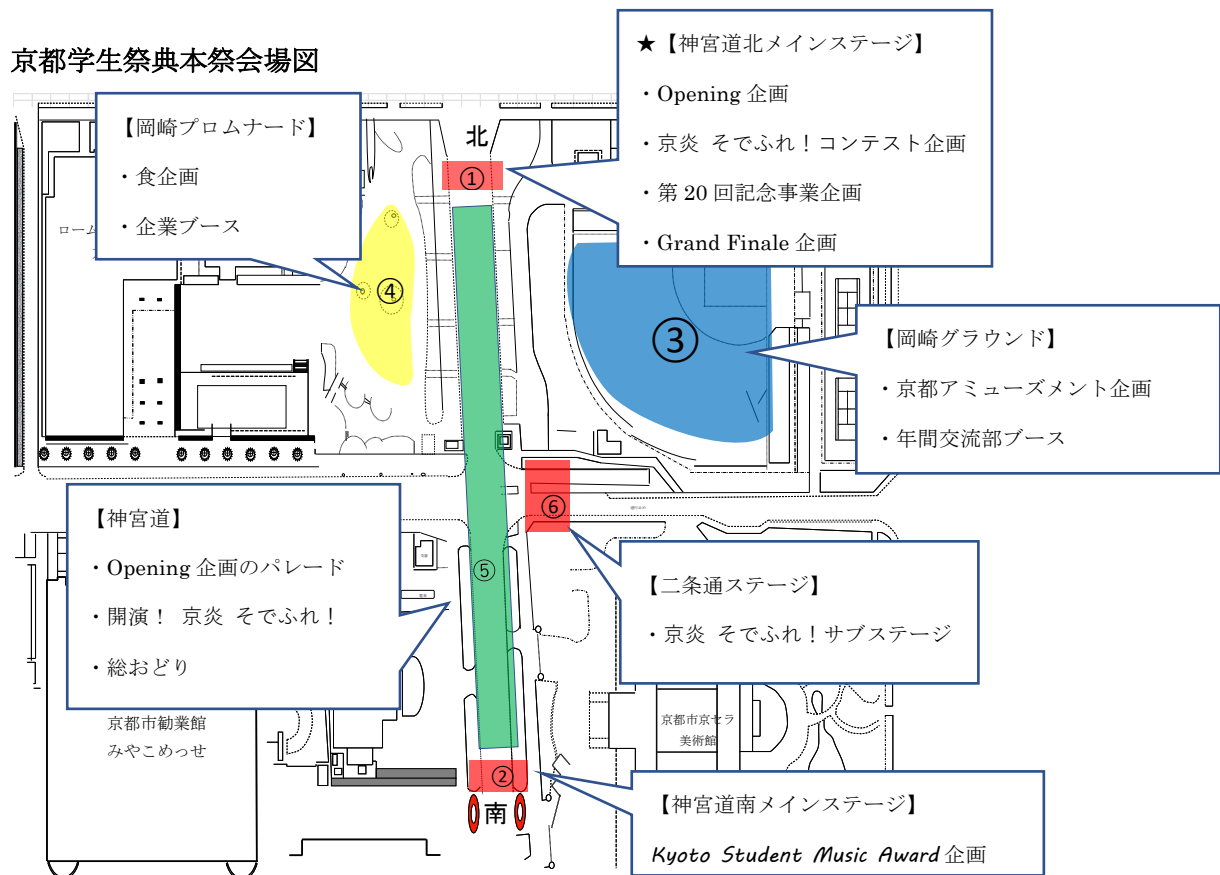 京都学生祭典本祭会場図
★【神宮道北メインステージ】
・Opening 企画
・京炎 そでふれ！コンテスト企画
・第 20 回記念事業企画
・Grand Finale 企画
【岡崎プロムナード】
・食企画
・企業ブース
北
①
ローム
④
③
【岡崎グラウンド】
・京都アミューズメント企画
・年間交流部ブース
⑥
【神宮道】
・Opening 企画のパレード
・開演！ 京炎 そでふれ！
・総おどり
⑤
【二条通ステージ】
・京炎 そでふれ！サブステージ
京都市勧業館
みやこめっせ
京都市京セラ
美術館
②
南
【神宮道南メインステージ】
Kyoto Student Music Award 企画